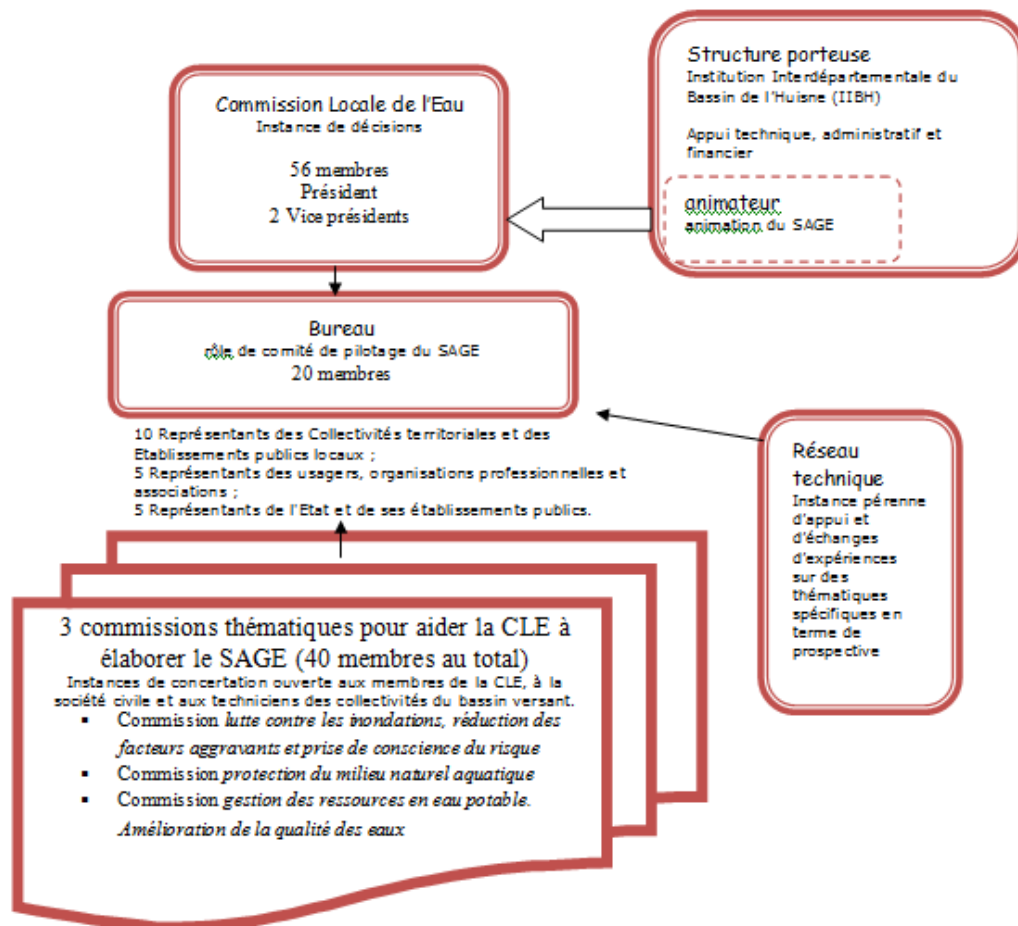 Commission Locale de l'Eau
Instance de décisions
56 membres
Président
2 Vice présidents
Structure porteuse
Institution Interdépartementale du
Bassin de l'Huisne (IIBH)
Appui technique, administratif et
financier
animateur
animation du SAGE
Bureau
rôle de comité de pilotage du SAGE
20 membres
10 Représentants des Collectivités territoriales et des
Etablissements publics locaux ;
5 Représentants des usagers, organisations professionnelles et
associations ;
5 Représentants de l'Etat et de ses établissements publics.
Réseau
technique
Instance pérenne
d'appui et
d'échanges
d'expériences
sur des
thématiques
spécifiques en
terme de
prospective
3 commissions thématiques pour aider la CLE à
élaborer le SAGE (40 membres au total)
Instances de concertation ouverte aux membres de la CLE, à la
société civile et aux techniciens des collectivités du bassin versant.
▪ Commission lutte contre les inondations, réduction des
facteurs aggravants et prise de conscience du risque
▪ Commission protection du milieu naturel aquatique
▪ Commission gestion des ressources en eau potable.
Amélioration de la qualité des eaux